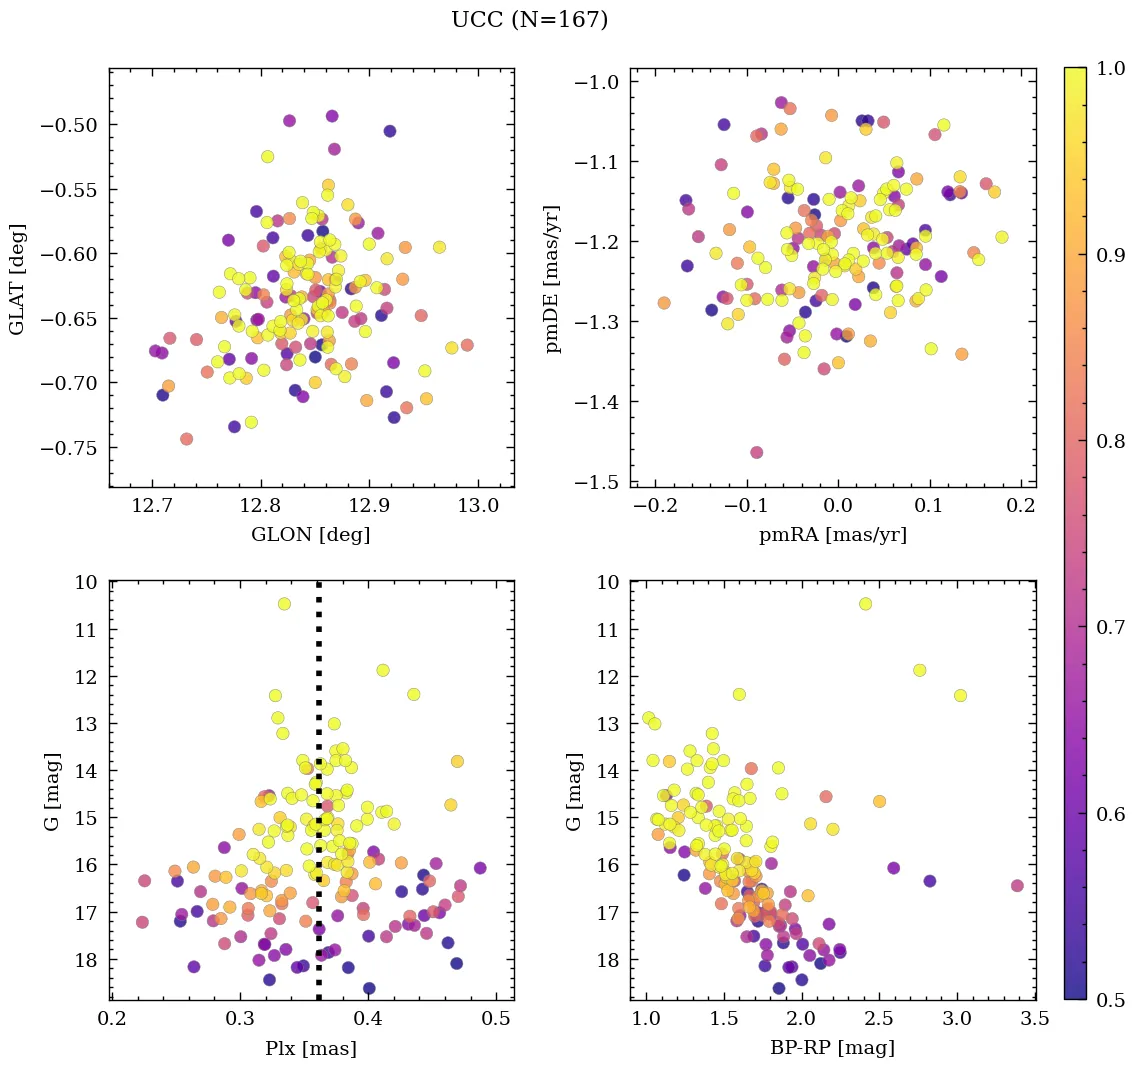 UCC (N=167)
−0.50
−0.55
−0.60
−0.65
−0.70
−0.75
GLAT [deg]
12.7 12.8 12.9 13.0
GLON [deg]
−1.0
−1.1
−1.2
−1.3
−1.4
−1.5
pmDE [mas/yr]
−0.2 −0.1 0.0 0.1 0.2
pmRA [mas/yr]
10
11
12
13
14
15
16
17
18
G [mag]
0.2 0.3 0.4 0.5
Plx [mas]
10
11
12
13
14
15
16
17
18
G [mag]
1.0 1.5 2.0 2.5 3.0 3.5
BP-RP [mag]
1.0
0.9
0.8
0.7
0.6
0.5